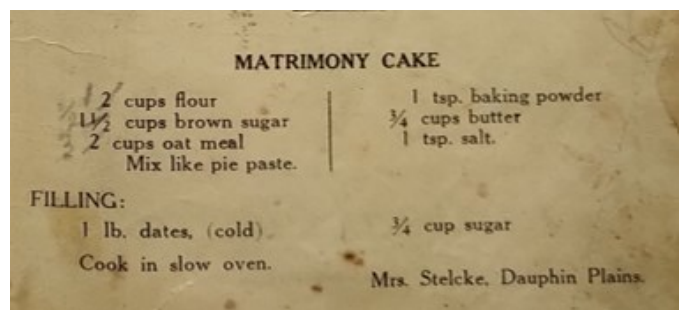 MATRIMONY CAKE
2 cups flour
1½ cups brown sugar
2 cups oat meal
Mix like pie paste.
1 tsp. baking powder
¾ cups butter
1 tsp. salt.
FILLING:
1 lb. dates, (cold)
¾ cup sugar
Cook in slow oven.
Mrs. Stelcke, Dauphin Plains.